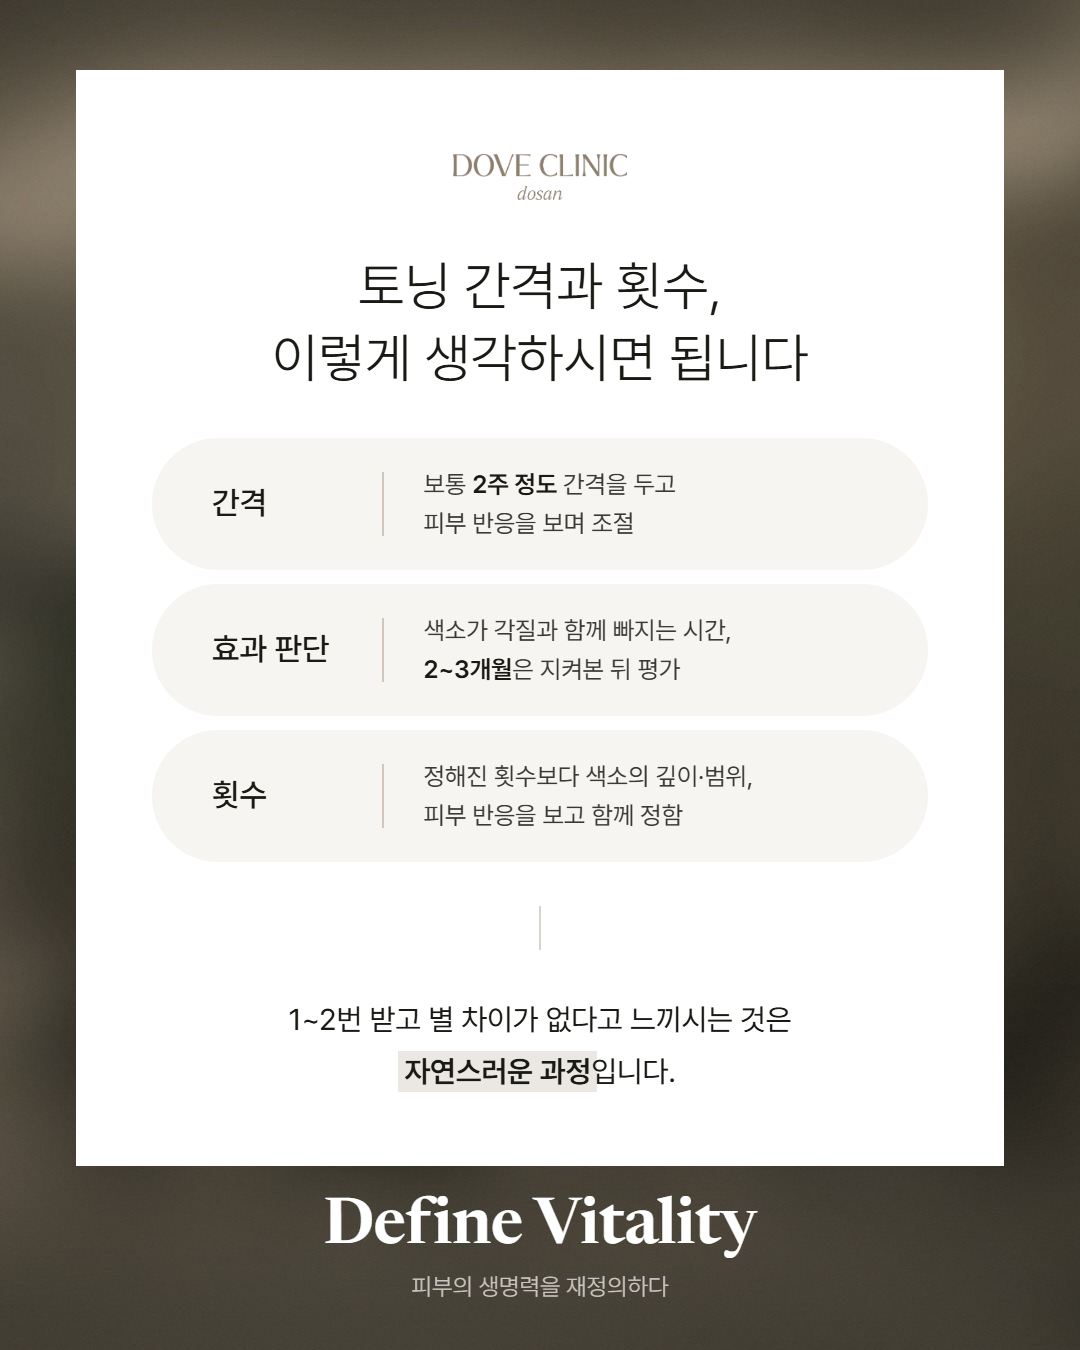 DOVE CLINIC
dosan
토닝 간격과 횟수,
이렇게 생각하시면 됩니다
간격
보통 2주 정도 간격을 두고
피부 반응을 보며 조절
효과 판단
색소가 각질과 함께 빠지는 시간,
2~3개월은 지켜본 뒤 평가
횟수
정해진 횟수보다 색소의 깊이·범위,
피부 반응을 보고 함께 정함
1~2번 받고 별 차이가 없다고 느끼시는 것은
자연스러운 과정입니다.
Define Vitality
피부의 생명력을 재정의하다